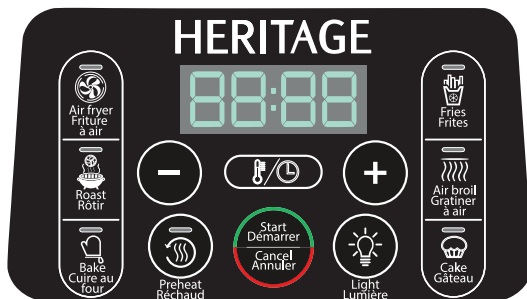 HERITAGE
88:88
Air fryer
Friture
à air
Roast
Rôtir
Bake
Cuire au
four
Preheat
Réchaud
Start
Démarrer
Cancel
Annuler
Light
Lumière
Fries
Frites
Air broil
Gratiner
à air
Cake
Gâteau